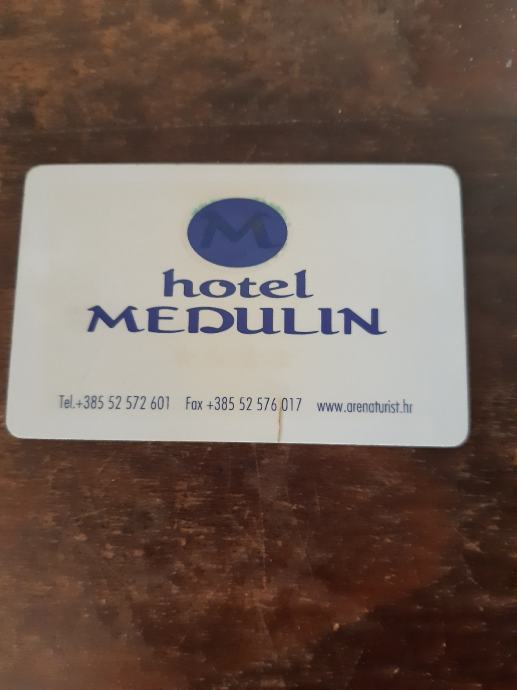 M
hotel
MEDULIN
Tel.+385 52 572 601 Fax +385 52 576 017 www.arenaturist.hr